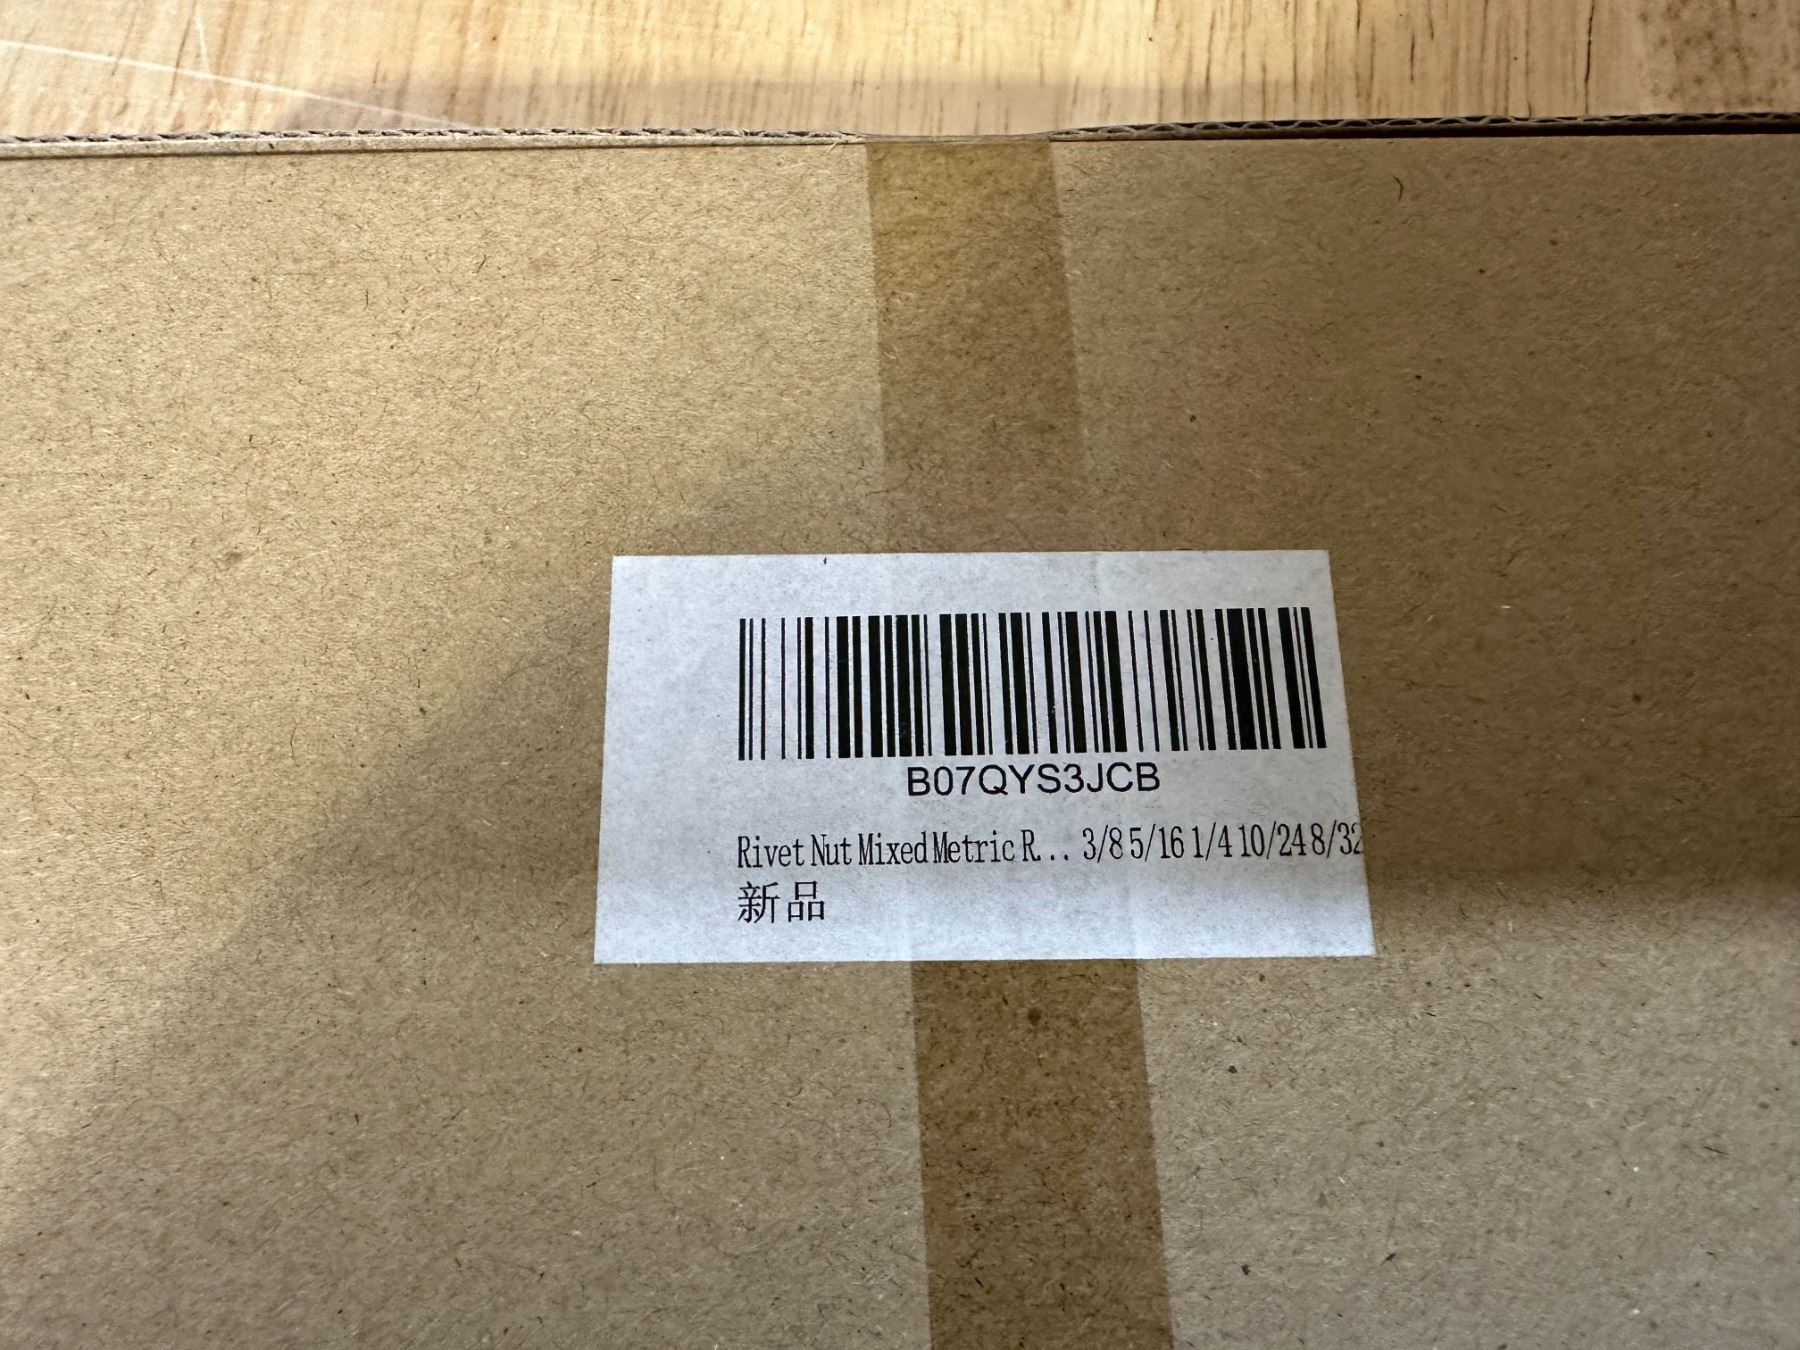 B07QYS3JCB
Rivet Nut Mixed Metric R... 3/8 5/16 1/4 10/24 8/32
新品